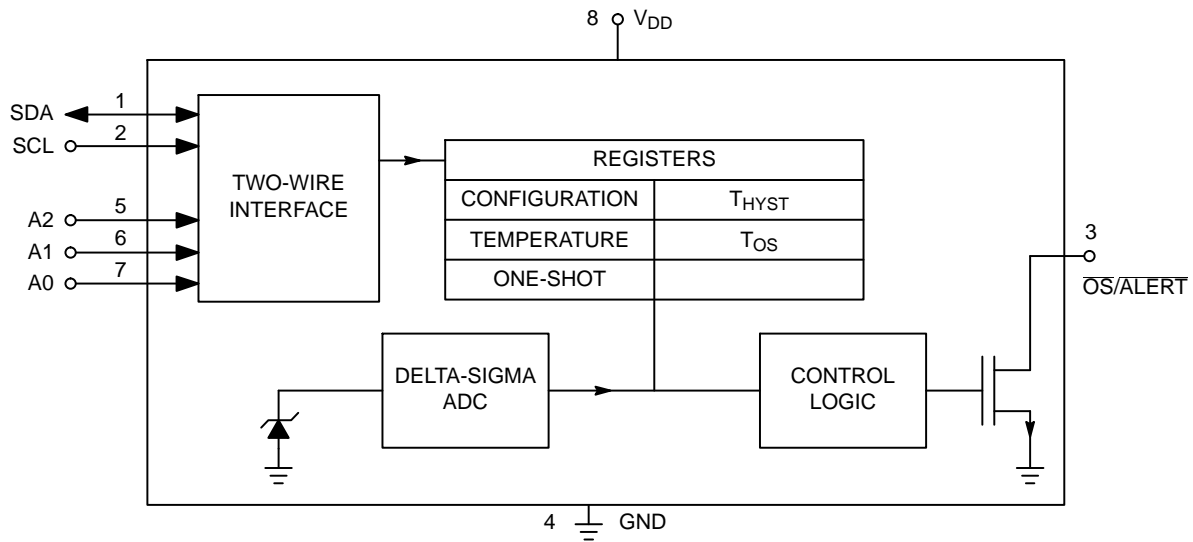 8 VDD
SDA 1
SCL 2
A2 5
A1 6
A0 7
TWO-WIRE
INTERFACE
REGISTERS
CONFIGURATION THYST
TEMPERATURE TOS
ONE-SHOT
3
OS/ALERT
DELTA-SIGMA
ADC
CONTROL
LOGIC
4 GND